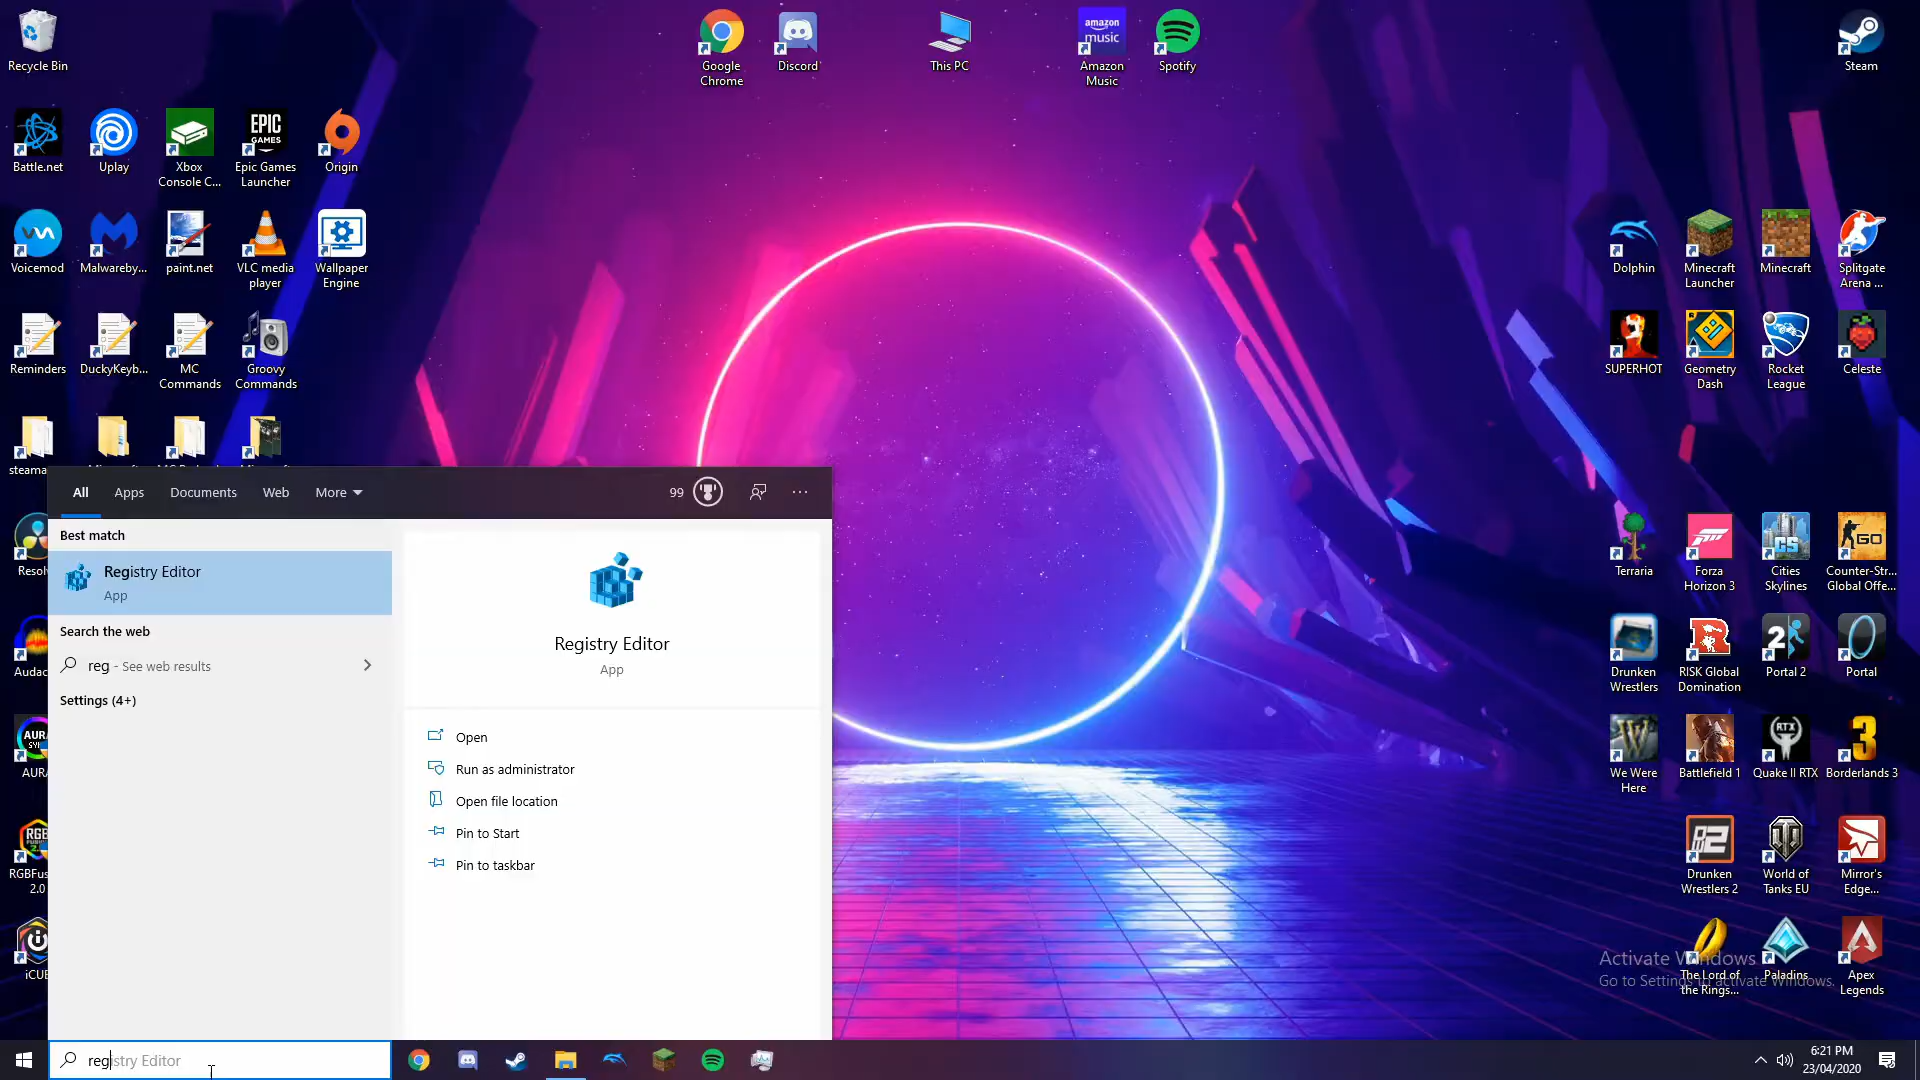 Recycle Bin
Google Chrome
Discord
This PC
amazon music
Amazon Music
Spotify
Steam
Battle.net
Uplay
Xbox Console C...
EPIC GAMES
Epic Games Launcher
Origin
Voicemod
Malwareby...
paint.net
VLC media player
Wallpaper Engine
Dolphin
Minecraft Launcher
Minecraft
Splitgate Arena ...
Reminders
DuckyKeyb...
MC Commands
Groovy Commands
SUPERHOT
Geometry Dash
Rocket League
Celeste
steama
All
Apps
Documents
Web
More
99
Best match
Registry Editor
App
Search the web
reg - See web results
Settings (4+)
Registry Editor
App
Open
Run as administrator
Open file location
Pin to Start
Pin to taskbar
Resolv
Audac
AURA
AURA
RGB
RGBFus
2.0
iCUE
Terraria
Forza Horizon 3
CS
Cities Skylines
GO
Counter-Str... Global Offe...
Drunken Wrestlers
RISK Global Domination
2
Portal 2
Portal
We Were Here
Battlefield 1
RTX
Quake II RTX
3
Borderlands 3
Drunken Wrestlers 2
World of Tanks EU
Mirror's Edge...
The Lord of the Rings...
Paladins
Apex Legends
Activate Windows
Go to Settings to activate Windows.
registry Editor
6:21 PM
23/04/2020